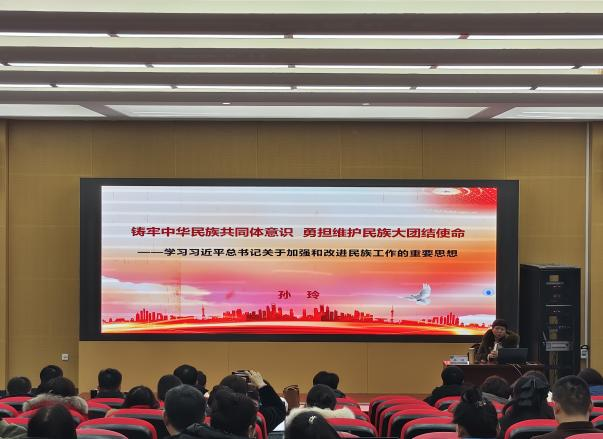 铸牢中华民族共同体意识 勇担维护民族大团结使命
——学习习近平总书记关于加强和改进民族工作的重要思想
孙 玲